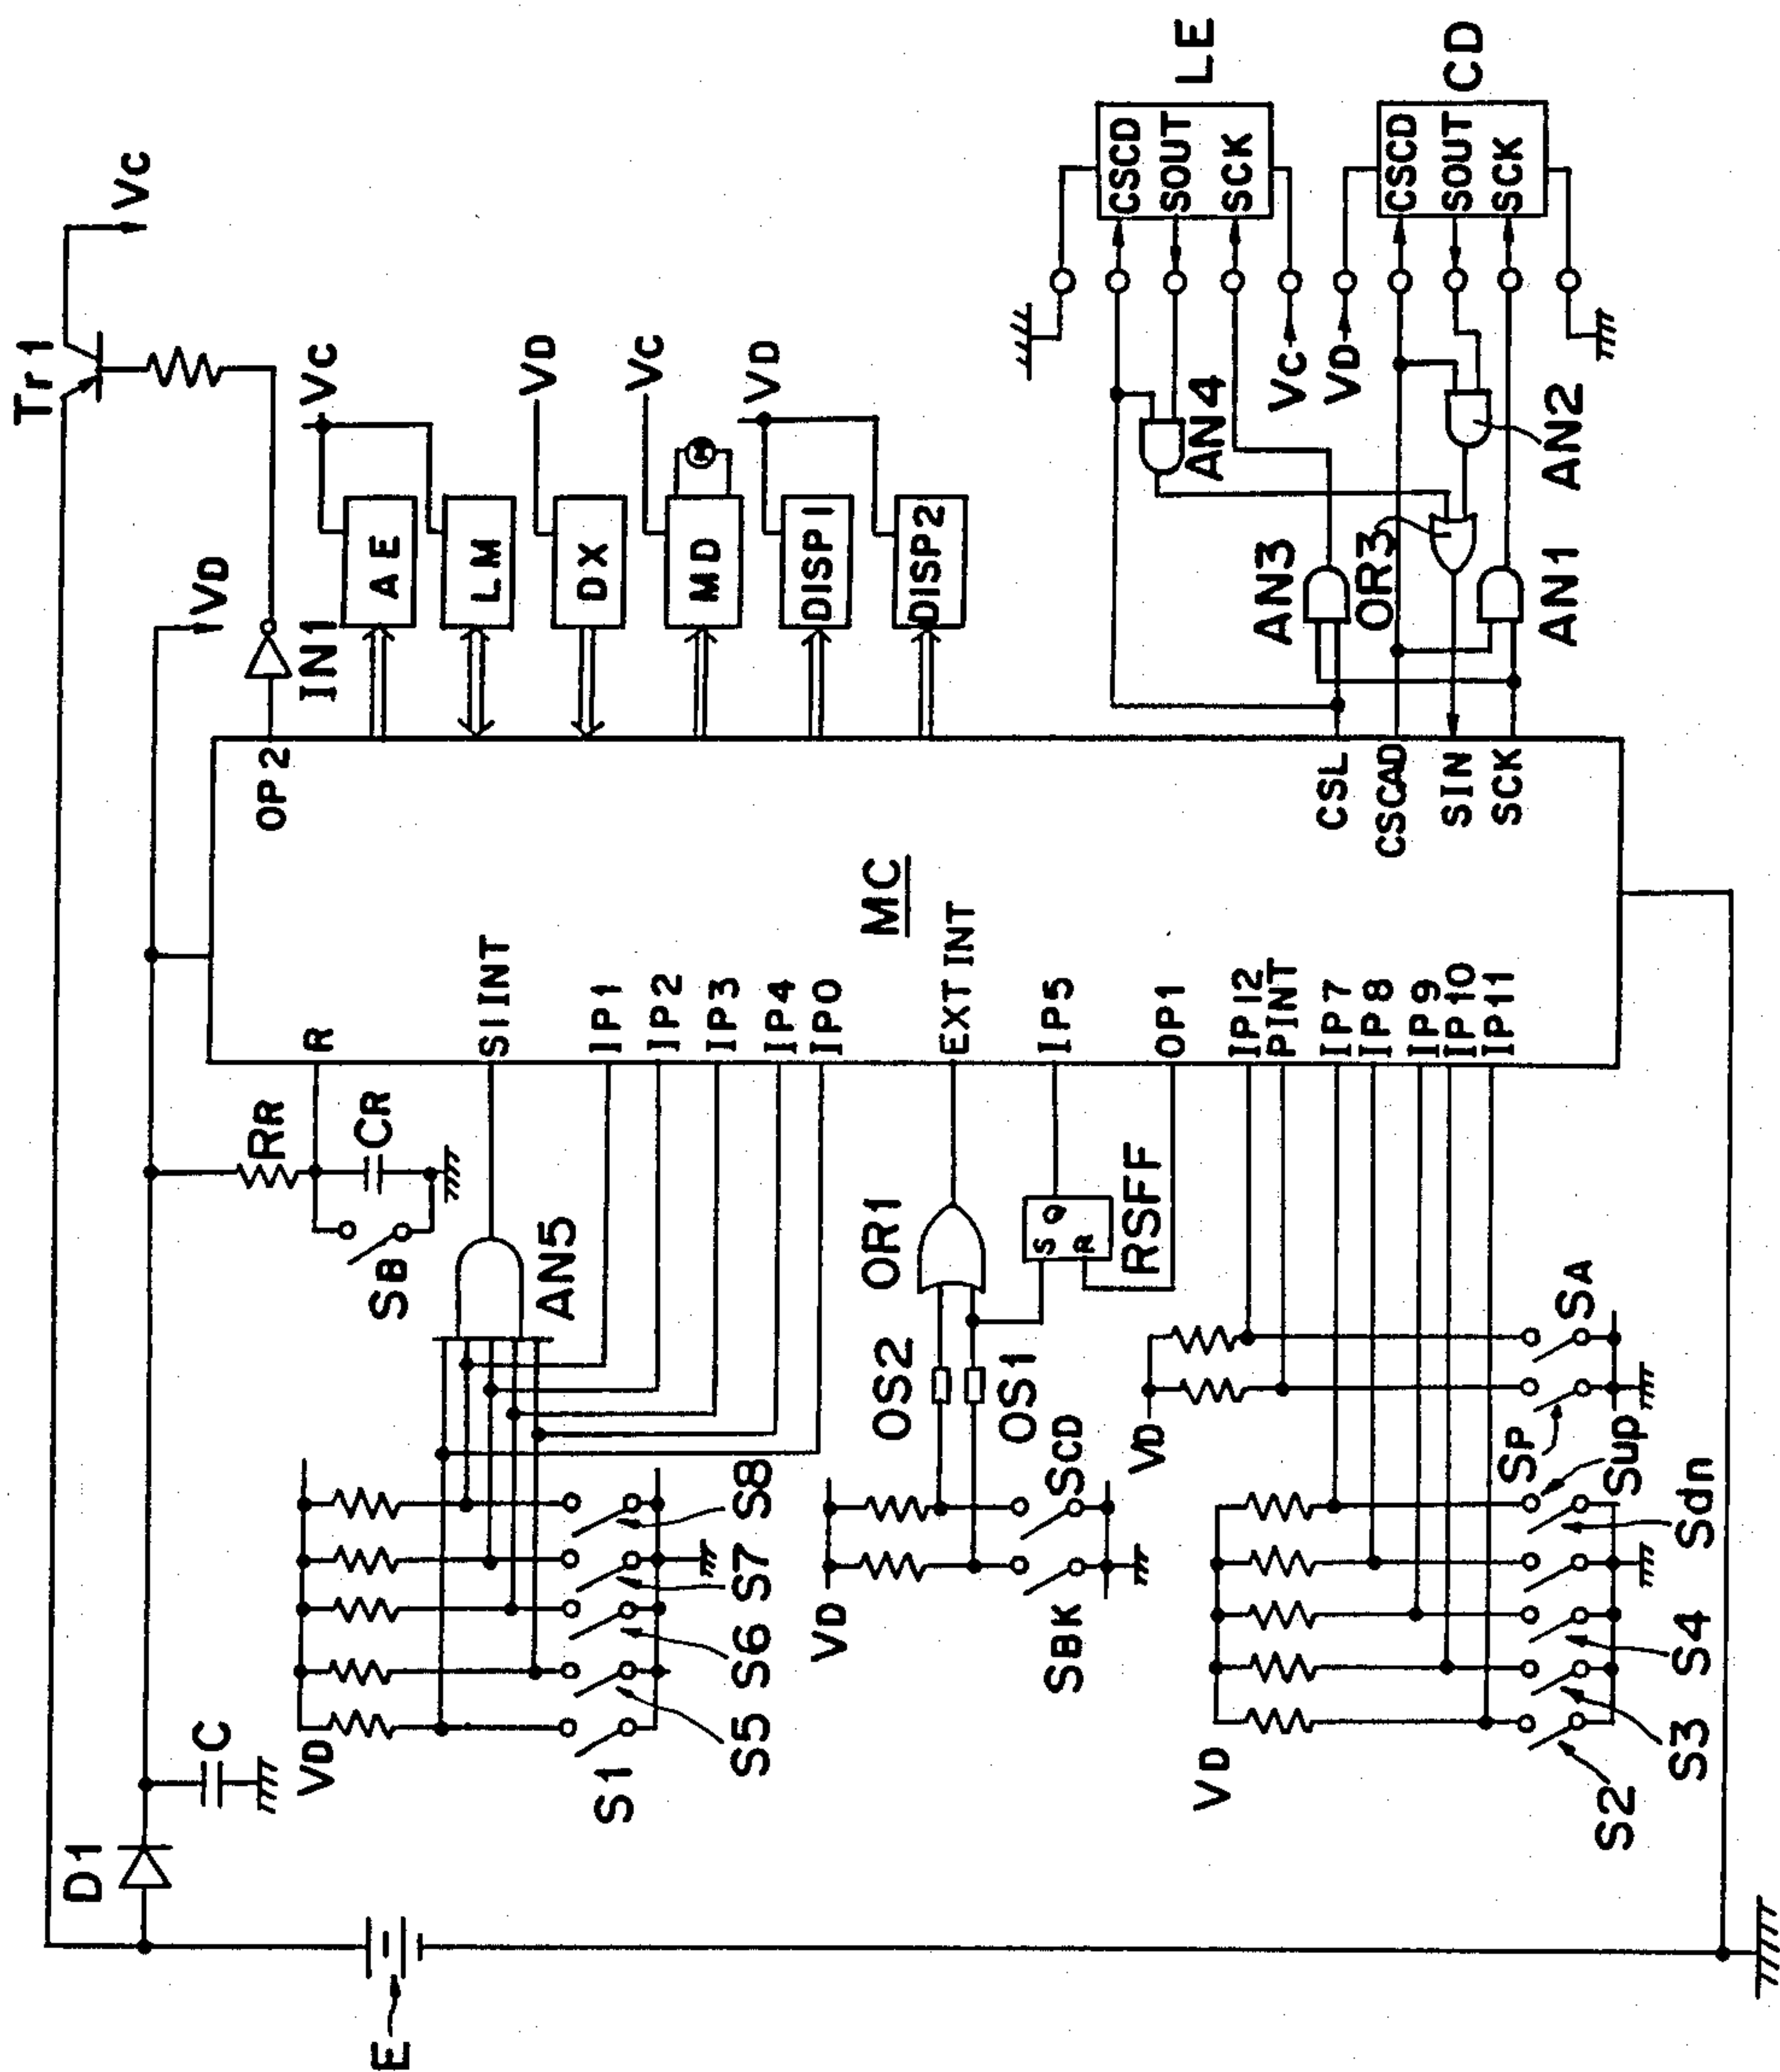 Tr1
Vc
VD
D1
C
RR
CR
SB
R
OP2
IN1
Vc
AE
LM
VD
DX
Vc
MD
M
VD
DISP1
DISP2
E
VD
S1
S5
S6
S7
S8
AN5
SIINT
IP1
IP2
IP3
IP4
IP0
MC
VD
SBK
SCD
OS2
OS1
OR1
EXTINT
S
Q
R
RSFF
IP5
OP1
VD
SP
SA
IP12
PINT
IP7
IP8
IP9
IP10
IP11
VD
S2
S3
S4
Sdn
Sup
CSL
CSCAD
SIN
SCK
AN3
OR3
AN1
AN4
AN2
Vc
VD
CSCD
SOUT
SCK
LE
CSCD
SOUT
SCK
CD